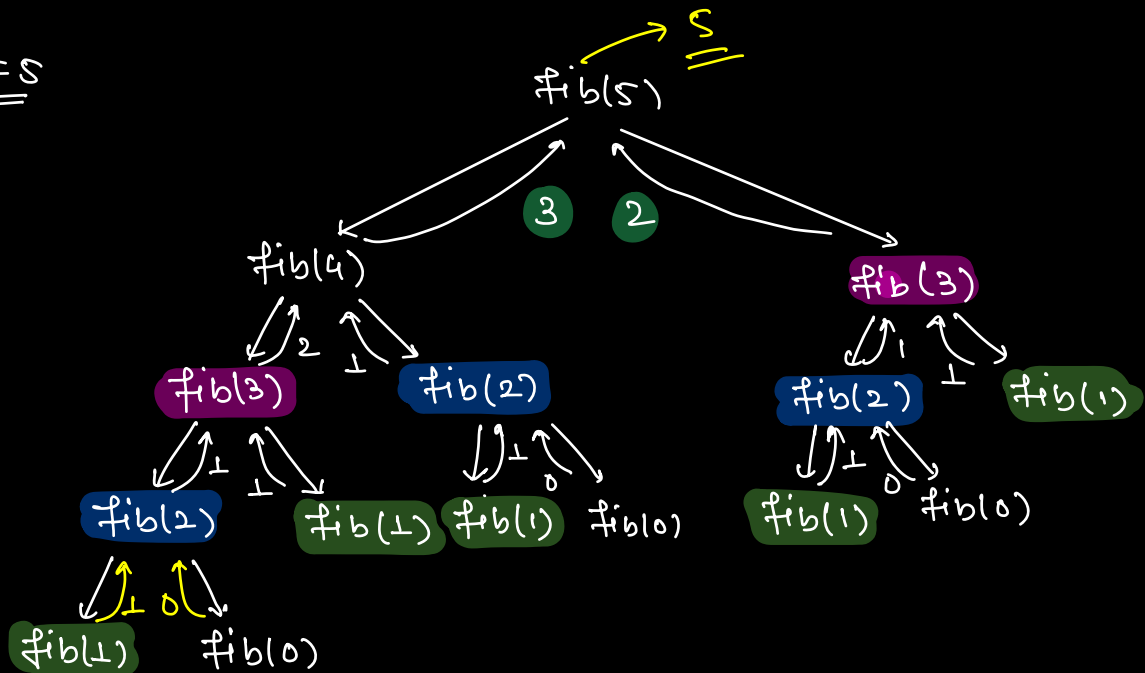 5
=5
fib(5)
3 2
fib(4)
fib(3)
2 1
1 1
fib(3) fib(2)
fib(2) fib(1)
1 1
1 0
1 0
fib(2) fib(1) fib(1) fib(0)
fib(1) fib(0)
1 0
fib(1) fib(0)